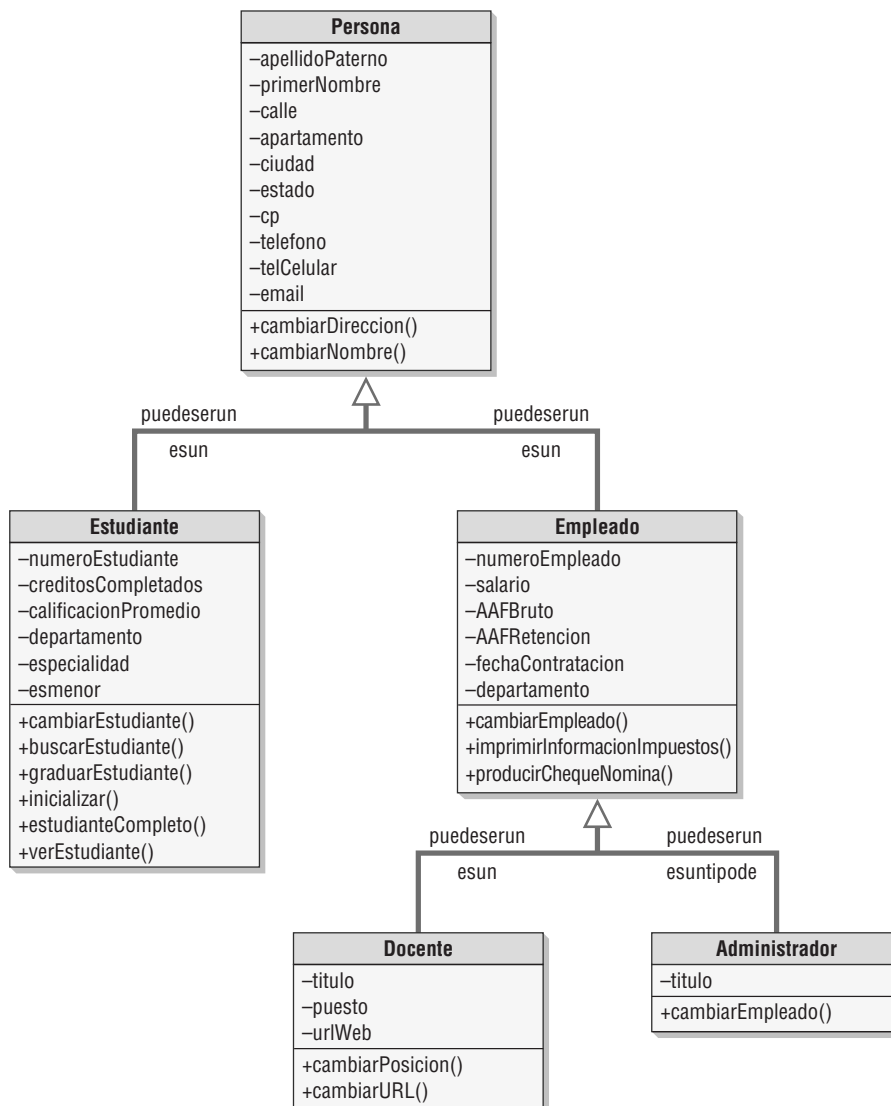 Persona
–apellidoPaterno
–primerNombre
–calle
–apartamento
–ciudad
–estado
–cp
–telefono
–telCelular
–email
+cambiarDireccion()
+cambiarNombre()
puedeserun
puedeserun
esun
esun
Estudiante
–numeroEstudiante
–creditosCompletados
–calificacionPromedio
–departamento
–especialidad
–esmenor
+cambiarEstudiante()
+buscarEstudiante()
+graduarEstudiante()
+inicializar()
+estudianteCompleto()
+verEstudiante()
Empleado
–numeroEmpleado
–salario
–AAFBruto
–AAFRetencion
–fechaContratacion
–departamento
+cambiarEmpleado()
+imprimirInformacionImpuestos()
+producirChequeNomina()
puedeserun
puedeserun
esun
esuntipode
Docente
–titulo
–puesto
–urlWeb
+cambiarPosicion()
+cambiarURL()
Administrador
–titulo
+cambiarEmpleado()